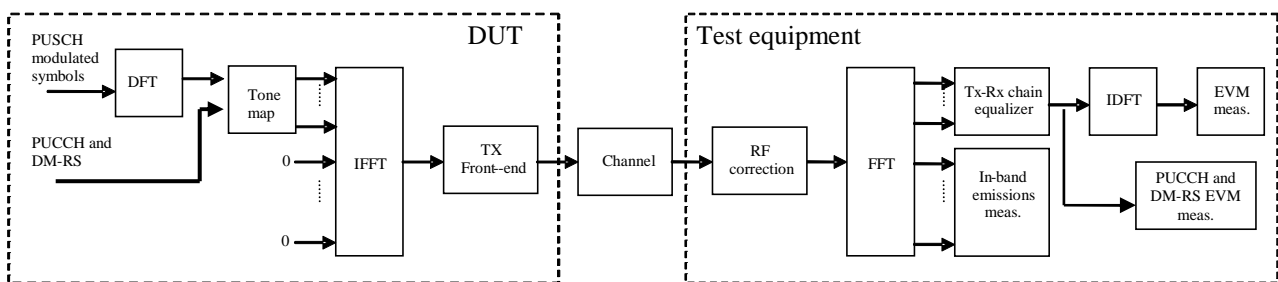 DUT
PUSCH
modulated
symbols
DFT
Tone
map
PUCCH and
DM-RS
0
0
IFFT
TX
Front--end
Channel
Test equipment
RF
correction
FFT
Tx-Rx chain
equalizer
IDFT
EVM
meas.
In-band
emissions
meas.
PUCCH and
DM-RS EVM
meas.